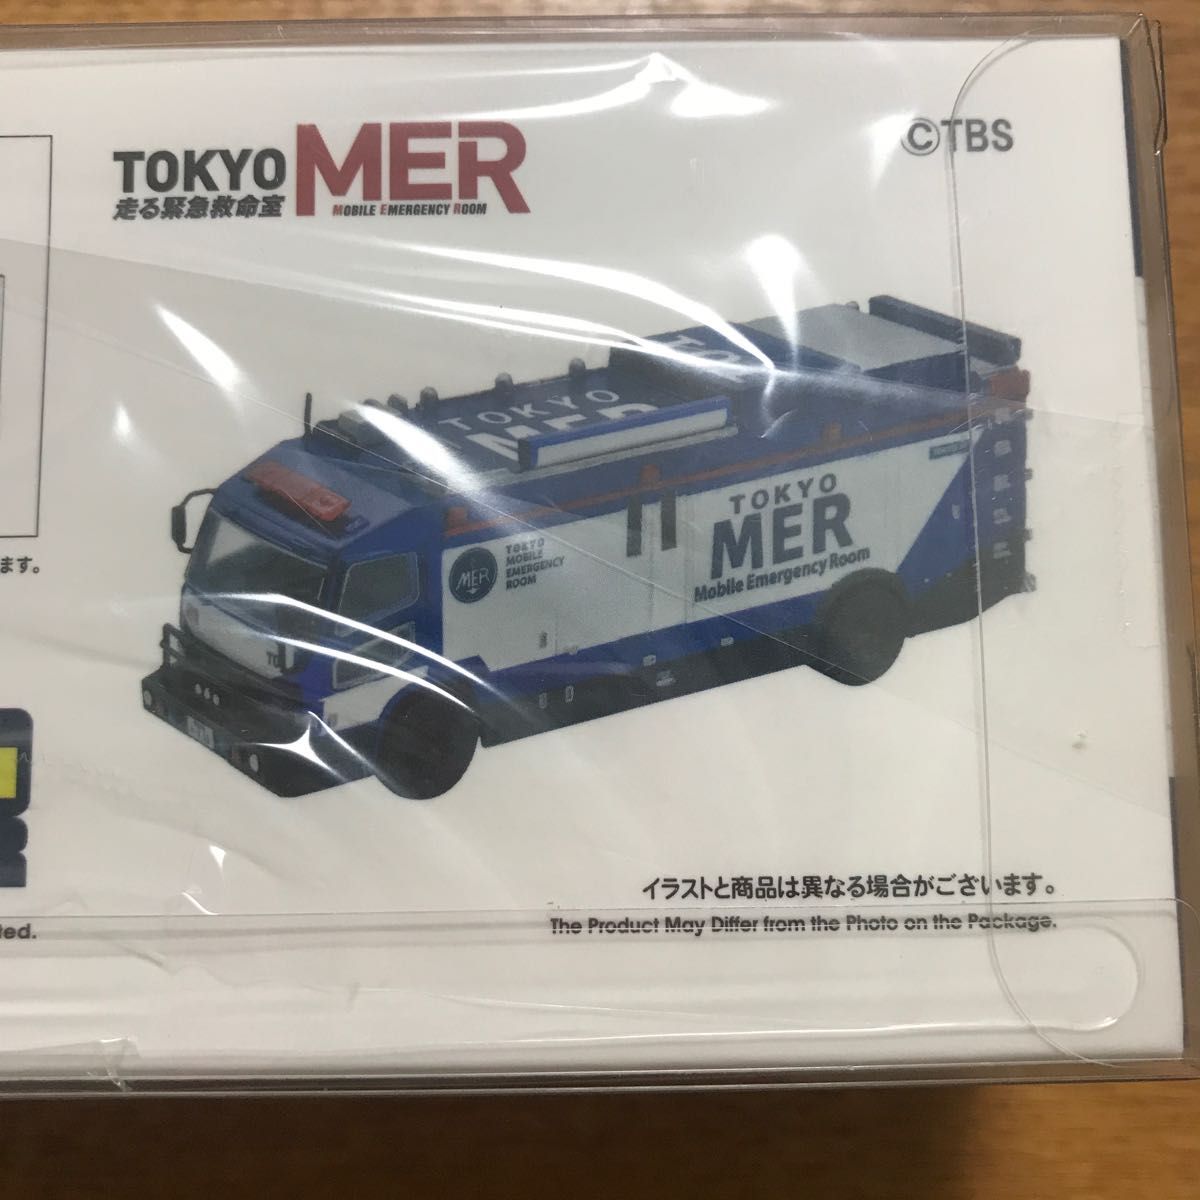 TOKYO MER
走る緊急救命室
MOBILE EMERGENCY ROOM
©TBS
TOKYO
MER
TOKYO
MER
Mobile Emergency Room
MER
TOKYO
MOBILE
EMERGENCY
ROOM
TO
ます。
イラストと商品は異なる場合がございます。
The Product May Differ from the Photo on the Package.
ted.